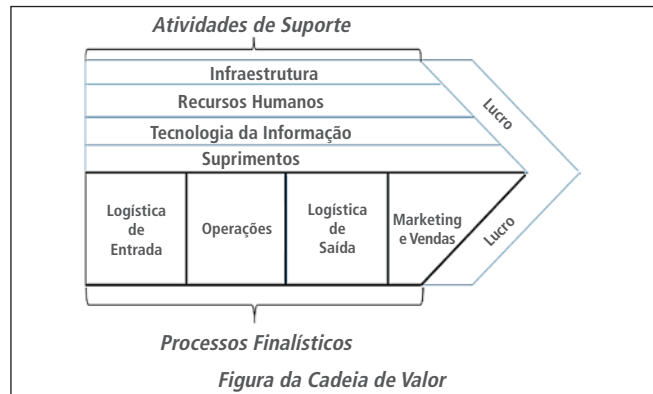 Atividades de Suporte
Infraestrutura
Recursos Humanos
Tecnologia da Informação
Suprimentos
Lucro
Logística
de
Entrada
Operações
Logística
de
Saída
Marketing
e Vendas
Lucro
Processos Finalísticos
Figura da Cadeia de Valor